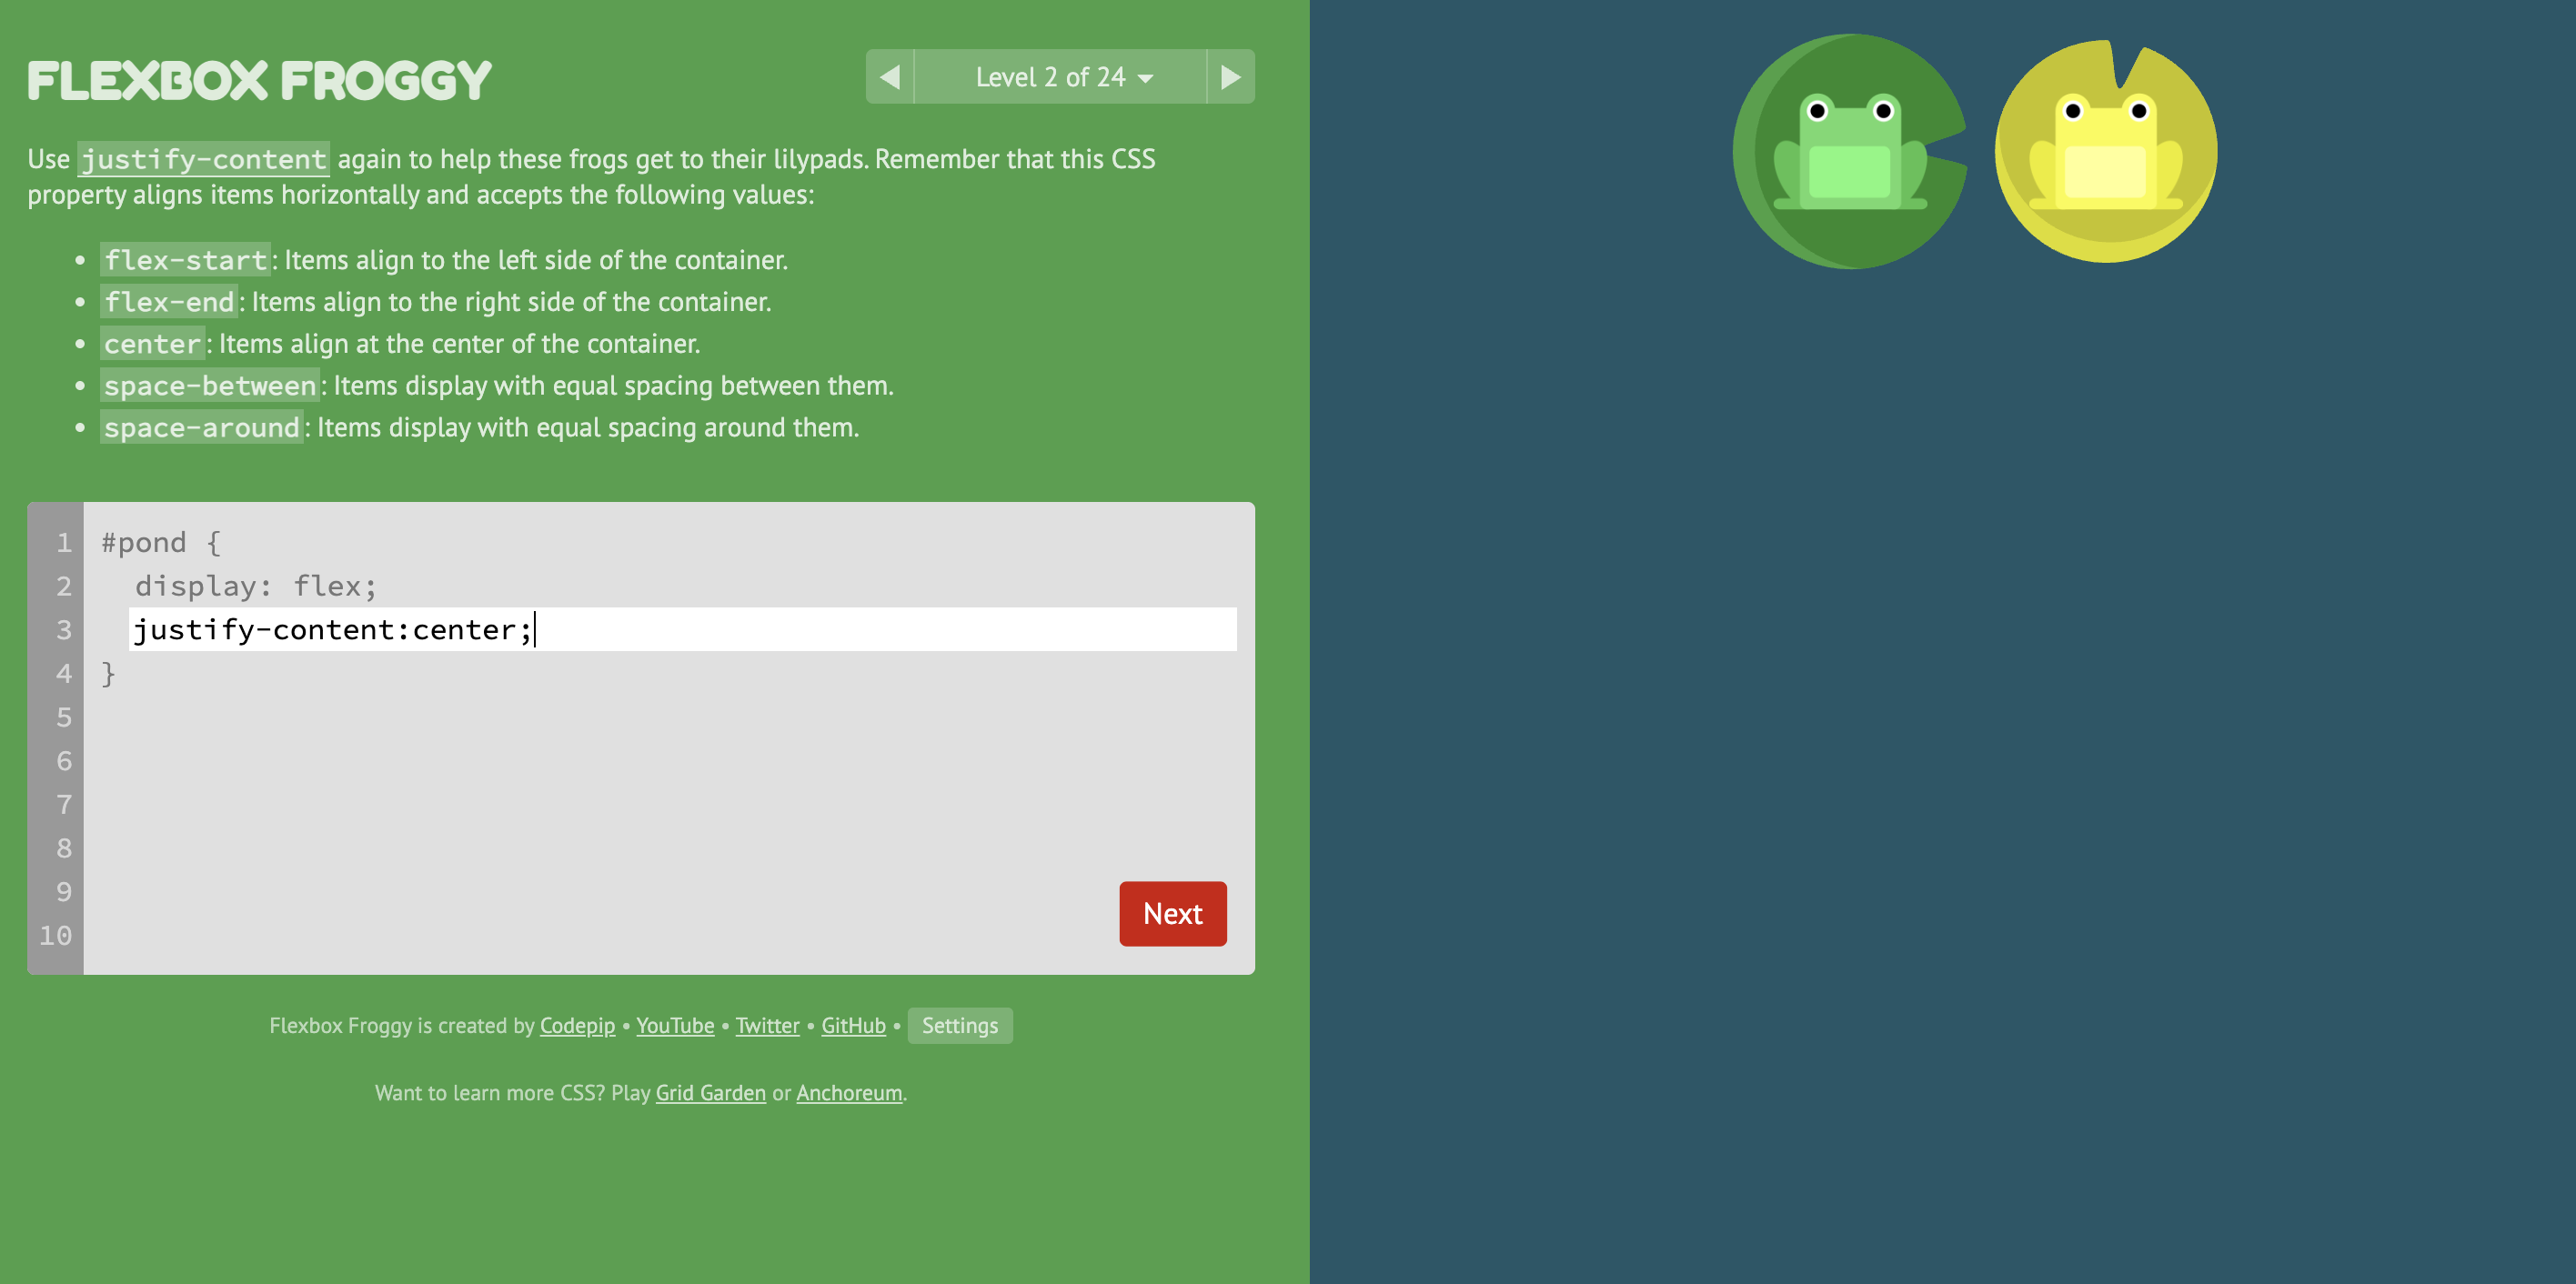 FLEXBOX FROGGY
Level 2 of 24
Use justify-content again to help these frogs get to their lilypads. Remember that this CSS
property aligns items horizontally and accepts the following values:
• flex-start: Items align to the left side of the container.
• flex-end: Items align to the right side of the container.
• center: Items align at the center of the container.
• space-between: Items display with equal spacing between them.
• space-around: Items display with equal spacing around them.
1 #pond {
2 display: flex;
3 justify-content:center;
4 }
5
6
7
8
9
10
Next
Flexbox Froggy is created by Codepip • YouTube • Twitter • GitHub • Settings
Want to learn more CSS? Play Grid Garden or Anchoreum.